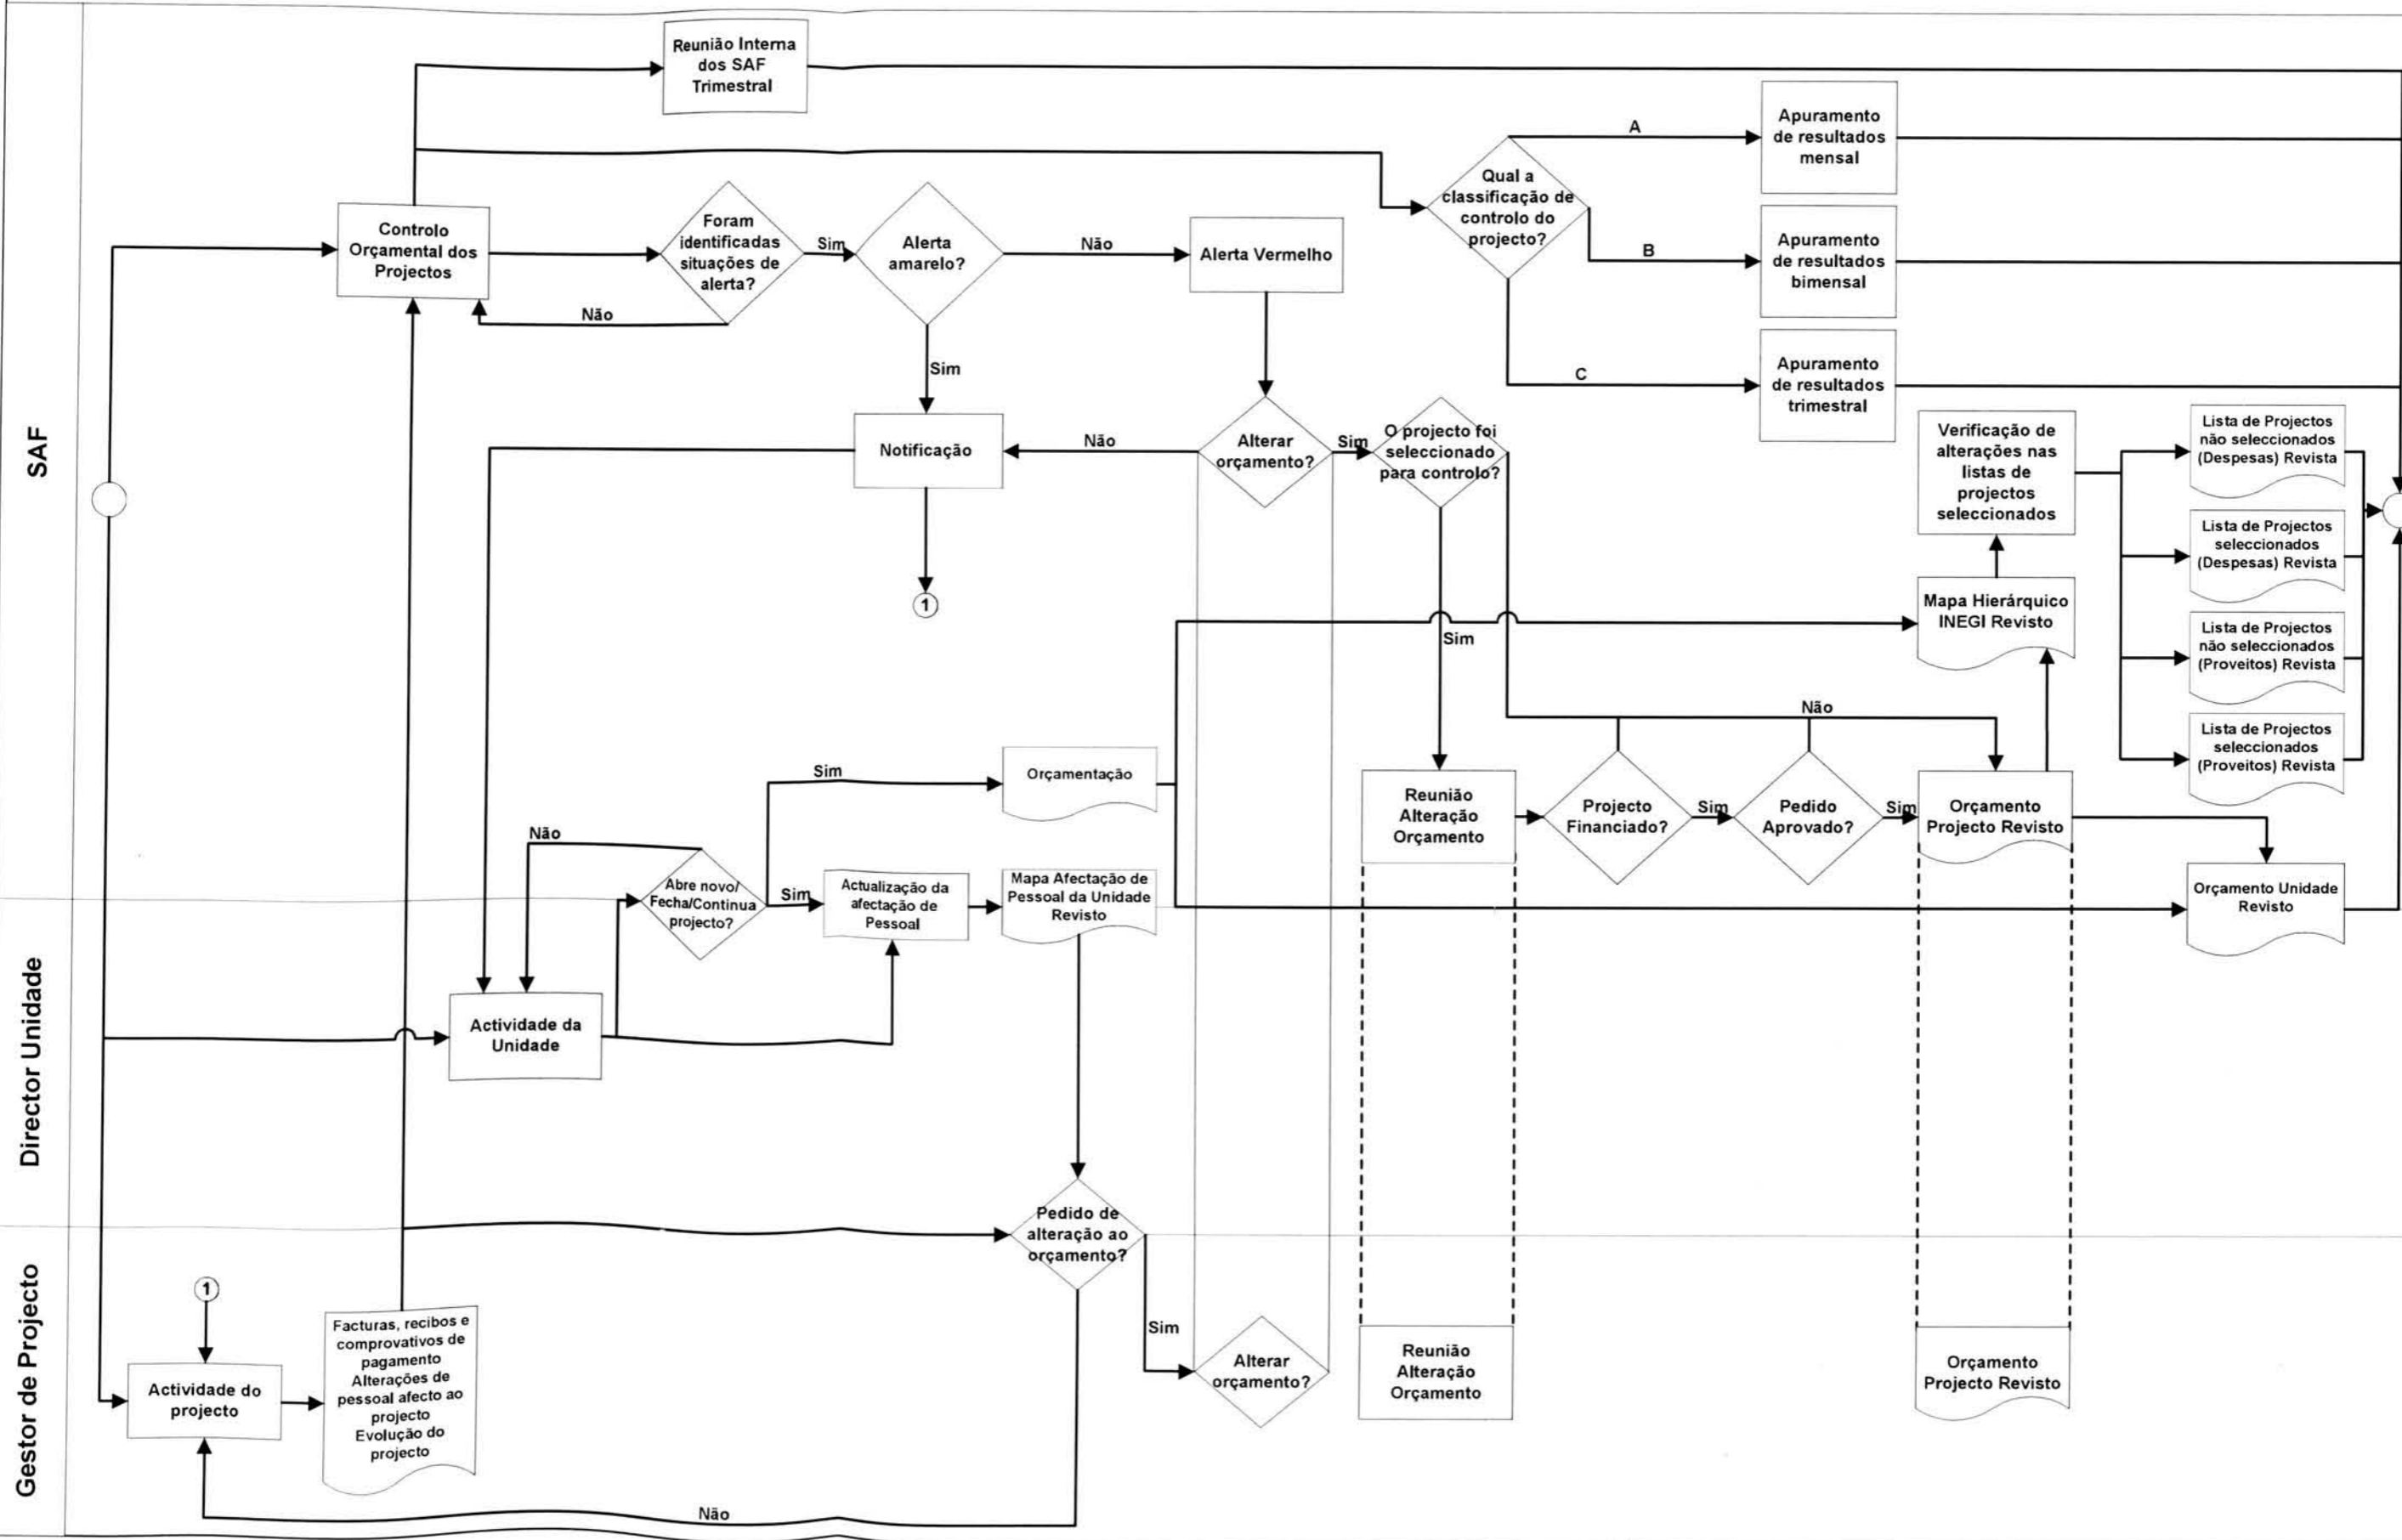 SAF
Reunião Interna
dos SAF
Trimestral
Controlo
Orçamental dos
Projectos
Foram
identificadas
situações de
alerta?
Sim
Não
Alerta
amarelo?
Não
Sim
Alerta Vermelho
Qual a
classificação de
controlo do
projecto?
A
B
C
Apuramento
de resultados
mensal
Apuramento
de resultados
bimensal
Apuramento
de resultados
trimestral
Notificação
Não
Alterar
orçamento?
Sim
O projecto foi
seleccionado
para controlo?
Sim
1
Verificação de
alterações nas
listas de
projectos
seleccionados
Lista de Projectos
não seleccionados
(Despesas) Revista
Lista de Projectos
seleccionados
(Despesas) Revista
Lista de Projectos
não seleccionados
(Proveitos) Revista
Lista de Projectos
seleccionados
(Proveitos) Revista
Mapa Hierárquico
INEGI Revisto
Não
Sim
Orçamentação
Reunião
Alteração
Orçamento
Projecto
Financiado?
Sim
Pedido
Aprovado?
Sim
Orçamento
Projecto Revisto
Orçamento Unidade
Revisto
Director Unidade
Não
Abre novo/
Fecha/Continua
projecto?
Sim
Actualização da
afectação de
Pessoal
Mapa Afectação de
Pessoal da Unidade
Revisto
Actividade da
Unidade
Pedido de
alteração ao
orçamento?
Sim
Gestor de Projecto
1
Actividade do
projecto
Facturas, recibos e
comprovativos de
pagamento
Alterações de
pessoal afecto ao
projecto
Evolução do
projecto
Alterar
orçamento?
Reunião
Alteração
Orçamento
Orçamento
Projecto Revisto
Não